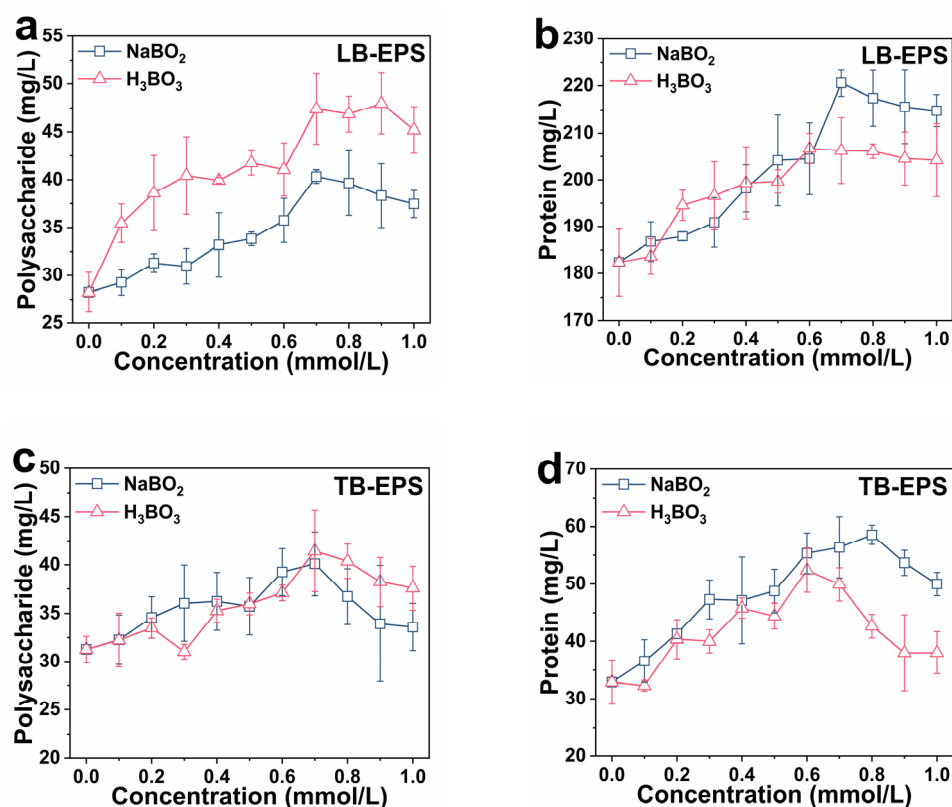 a
LB-EPS
NaBO₂
H₃BO₃
Polysaccharide (mg/L)
55
50
45
40
35
30
25
0.0 0.2 0.4 0.6 0.8 1.0
Concentration (mmol/L)
b
LB-EPS
NaBO₂
H₃BO₃
Protein (mg/L)
230
220
210
200
190
180
170
0.0 0.2 0.4 0.6 0.8 1.0
Concentration (mmol/L)
c
TB-EPS
NaBO₂
H₃BO₃
Polysaccharide (mg/L)
50
45
40
35
30
25
20
0.0 0.2 0.4 0.6 0.8 1.0
Concentration (mmol/L)
d
TB-EPS
NaBO₂
H₃BO₃
Protein (mg/L)
70
60
50
40
30
20
0.0 0.2 0.4 0.6 0.8 1.0
Concentration (mmol/L)